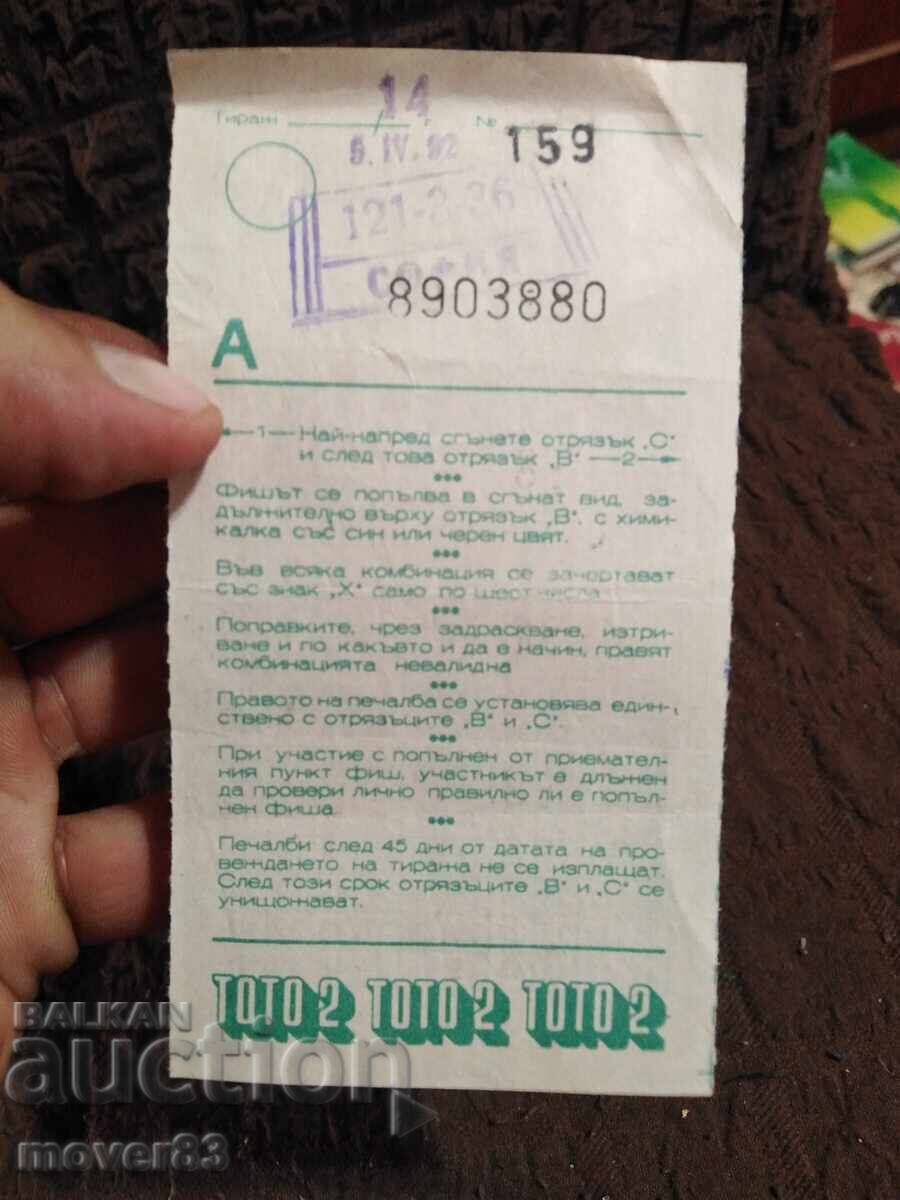 14
Тираж / № 159
5.IV.92
121-2-36
СОФИЯ
8903880
А
←1— Най-напред сгънете отрязък „С“
и след това отрязък „В“ —2→
•••
Фишът се попълва в сгънат вид, за-
дължително върху отрязък „В“, с хими-
калка със син или черен цвят.
•••
Във всяка комбинация се зачертават
със знак „Х“ само по шест числа
•••
Поправките, чрез задраскване, изтри-
ване и по какъвто и да е начин, правят
комбинацията невалидна
•••
Правото на печалба се установява един-
ствено с отрязъците „В“ и „С“.
•••
При участие с попълнен от приемател-
ния пункт фиш, участникът е длъжен
да провери лично правилно ли е попъл-
нен фиша.
•••
Печалби след 45 дни от датата на про-
веждането на тиража не се изплащат.
След този срок отрязъците „В“ и „С“ се
унищожават.
ТОТО 2 ТОТО 2 ТОТО 2
BALKAN
auction
mover83